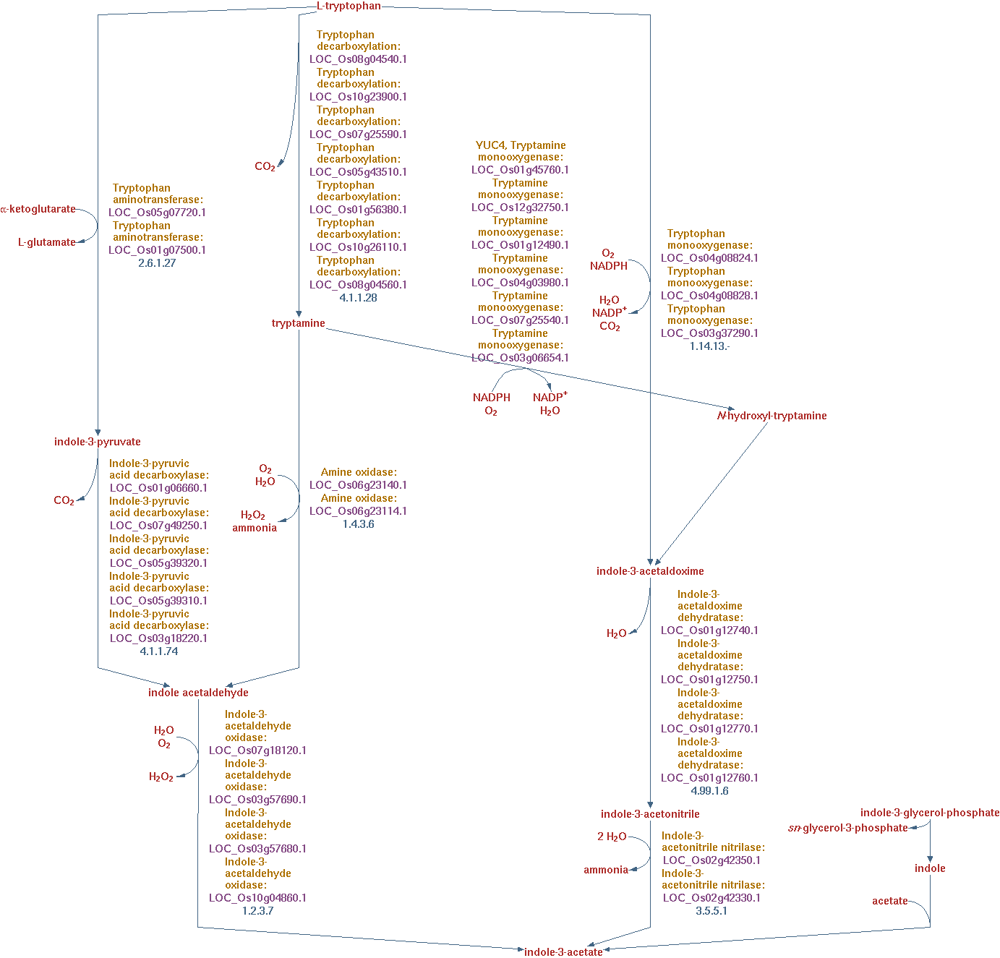 L-tryptophan
Tryptophan
decarboxylation:
LOC_Os08g04540.1
Tryptophan
decarboxylation:
LOC_Os10g23900.1
Tryptophan
decarboxylation:
LOC_Os07g25590.1
Tryptophan
decarboxylation:
LOC_Os05g43510.1
Tryptophan
decarboxylation:
LOC_Os01g56380.1
Tryptophan
decarboxylation:
LOC_Os10g26110.1
Tryptophan
decarboxylation:
LOC_Os08g04560.1
4.1.1.28
CO2
α-ketoglutarate
L-glutamate
Tryptophan
aminotransferase:
LOC_Os05g07720.1
Tryptophan
aminotransferase:
LOC_Os01g07500.1
2.6.1.27
YUC4, Tryptamine
monooxygenase:
LOC_Os01g45760.1
Tryptamine
monooxygenase:
LOC_Os12g32750.1
Tryptamine
monooxygenase:
LOC_Os01g12490.1
Tryptamine
monooxygenase:
LOC_Os04g03980.1
Tryptamine
monooxygenase:
LOC_Os07g25540.1
Tryptamine
monooxygenase:
LOC_Os03g06654.1
O2
NADPH
H2O
NADP+
CO2
Tryptophan
monooxygenase:
LOC_Os04g08824.1
Tryptophan
monooxygenase:
LOC_Os04g08828.1
Tryptophan
monooxygenase:
LOC_Os03g37290.1
1.14.13.-
tryptamine
NADPH
O2
NADP+
H2O
N-hydroxyl-tryptamine
indole-3-pyruvate
CO2
Indole-3-pyruvic
acid decarboxylase:
LOC_Os01g06660.1
Indole-3-pyruvic
acid decarboxylase:
LOC_Os07g49250.1
Indole-3-pyruvic
acid decarboxylase:
LOC_Os05g39320.1
Indole-3-pyruvic
acid decarboxylase:
LOC_Os05g39310.1
Indole-3-pyruvic
acid decarboxylase:
LOC_Os03g18220.1
4.1.1.74
O2
H2O
H2O2
ammonia
Amine oxidase:
LOC_Os06g23140.1
Amine oxidase:
LOC_Os06g23114.1
1.4.3.6
indole-3-acetaldoxime
H2O
Indole-3-
acetaldoxime
dehydratase:
LOC_Os01g12740.1
Indole-3-
acetaldoxime
dehydratase:
LOC_Os01g12750.1
Indole-3-
acetaldoxime
dehydratase:
LOC_Os01g12770.1
Indole-3-
acetaldoxime
dehydratase:
LOC_Os01g12760.1
4.99.1.6
indole acetaldehyde
H2O
O2
H2O2
Indole-3-
acetaldehyde
oxidase:
LOC_Os07g18120.1
Indole-3-
acetaldehyde
oxidase:
LOC_Os03g57690.1
Indole-3-
acetaldehyde
oxidase:
LOC_Os03g57680.1
Indole-3-
acetaldehyde
oxidase:
LOC_Os10g04860.1
1.2.3.7
indole-3-acetonitrile
2 H2O
ammonia
Indole-3-
acetonitrile nitrilase:
LOC_Os02g42350.1
Indole-3-
acetonitrile nitrilase:
LOC_Os02g42330.1
3.5.5.1
indole-3-glycerol-phosphate
sn-glycerol-3-phosphate
indole
acetate
indole-3-acetate